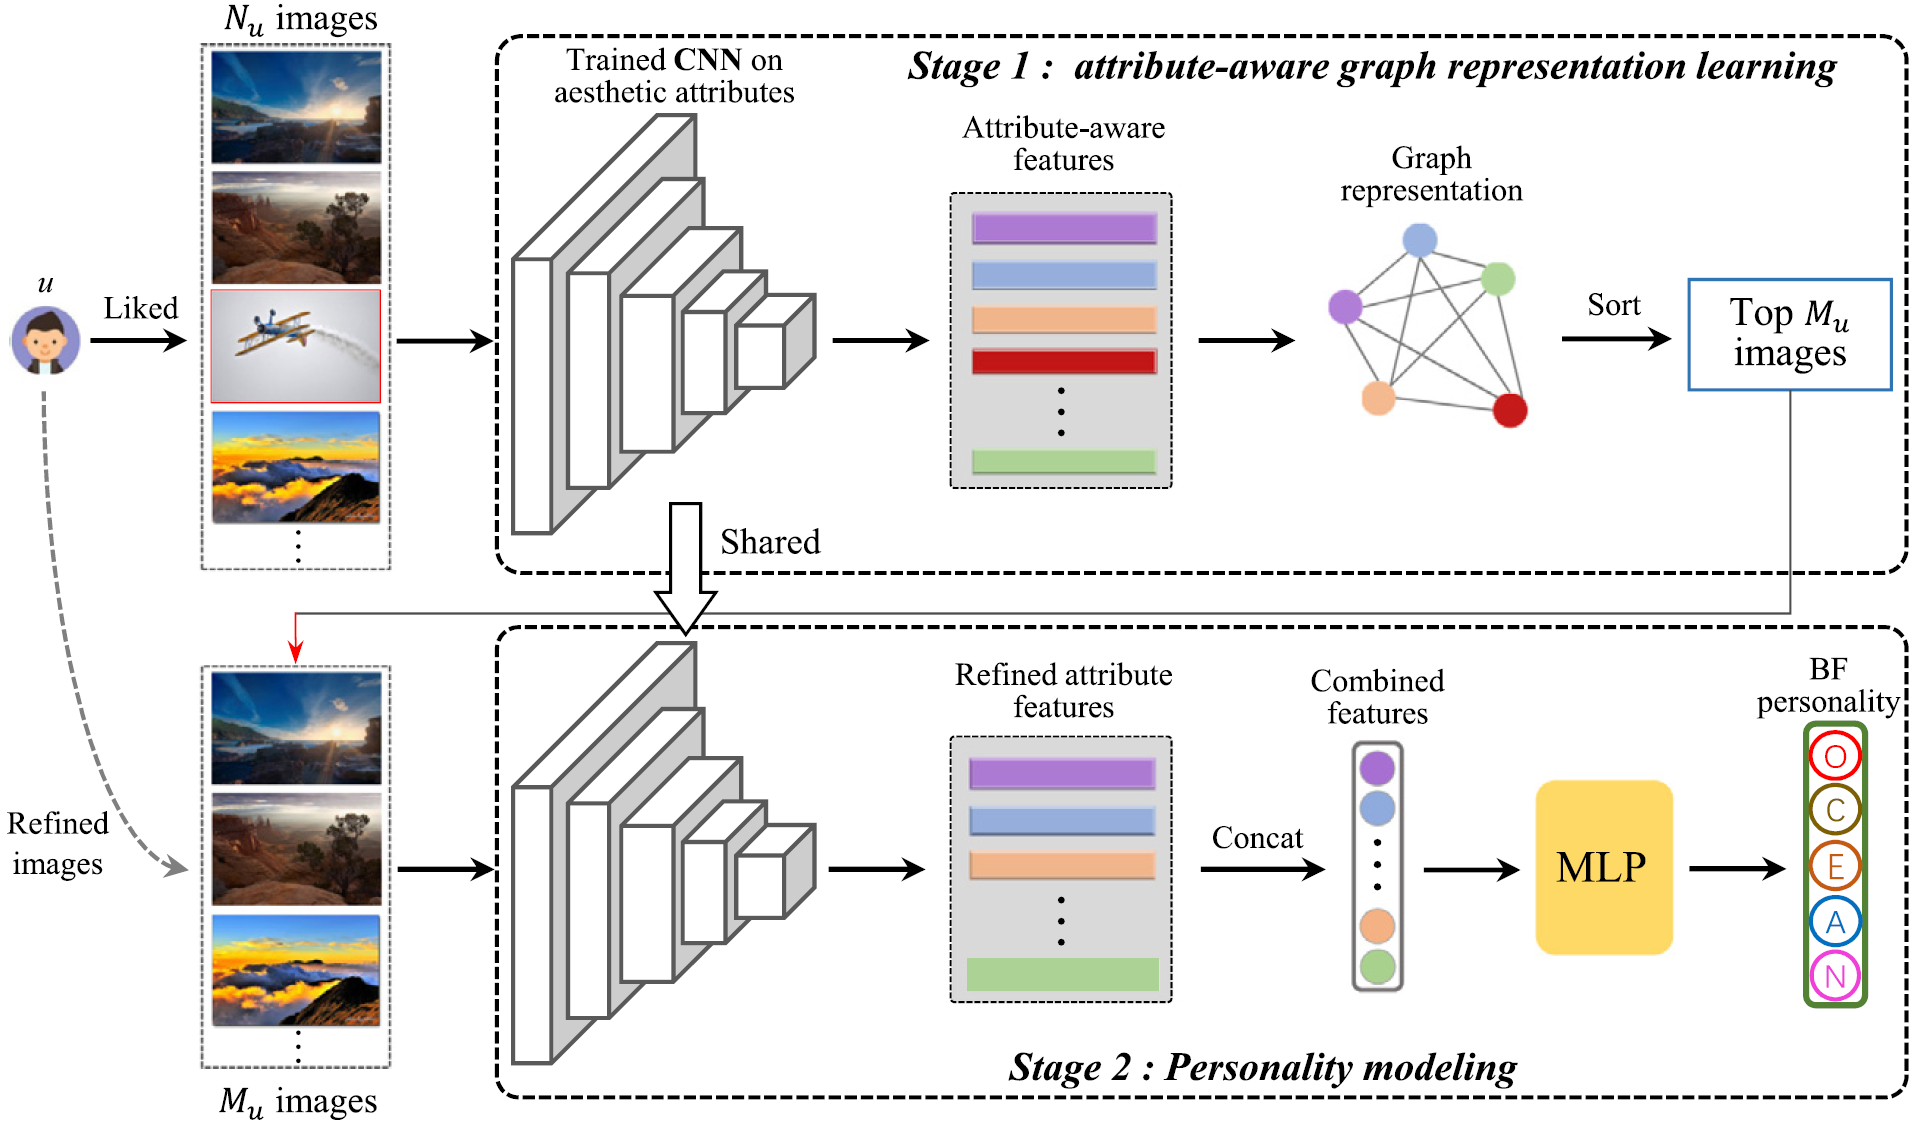 N_u images
Trained CNN on
aesthetic attributes
Stage 1 : attribute-aware graph representation learning
Attribute-aware
features
Graph
representation
u
Liked
Sort
Top M_u
images
Shared
Refined
images
Refined attribute
features
Combined
features
BF
personality
Concat
MLP
O
C
E
A
N
Stage 2 : Personality modeling
M_u images